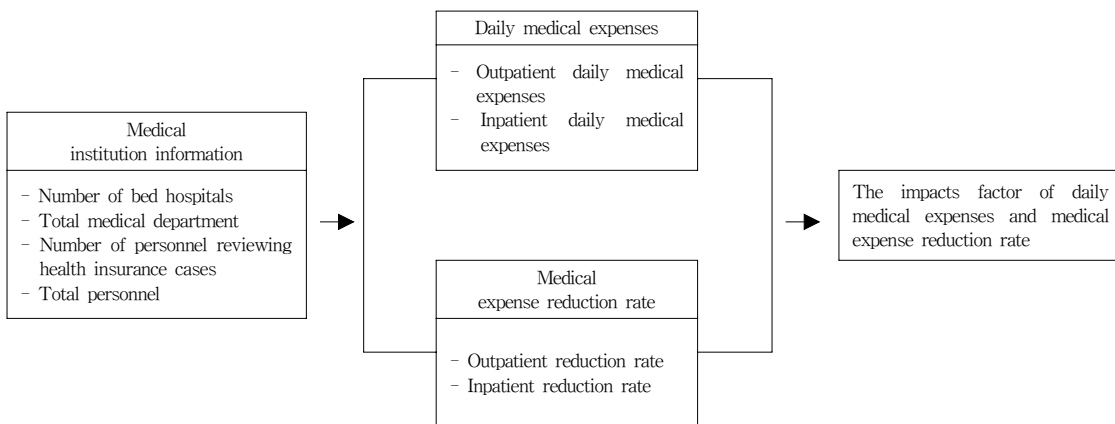 Medical
institution information
- Number of bed hospitals
- Total medical department
- Number of personnel reviewing
health insurance cases
- Total personnel
Daily medical expenses
- Outpatient daily medical
expenses
- Inpatient daily medical
expenses
Medical
expense reduction rate
- Outpatient reduction rate
- Inpatient reduction rate
The impacts factor of daily
medical expenses and medical
expense reduction rate